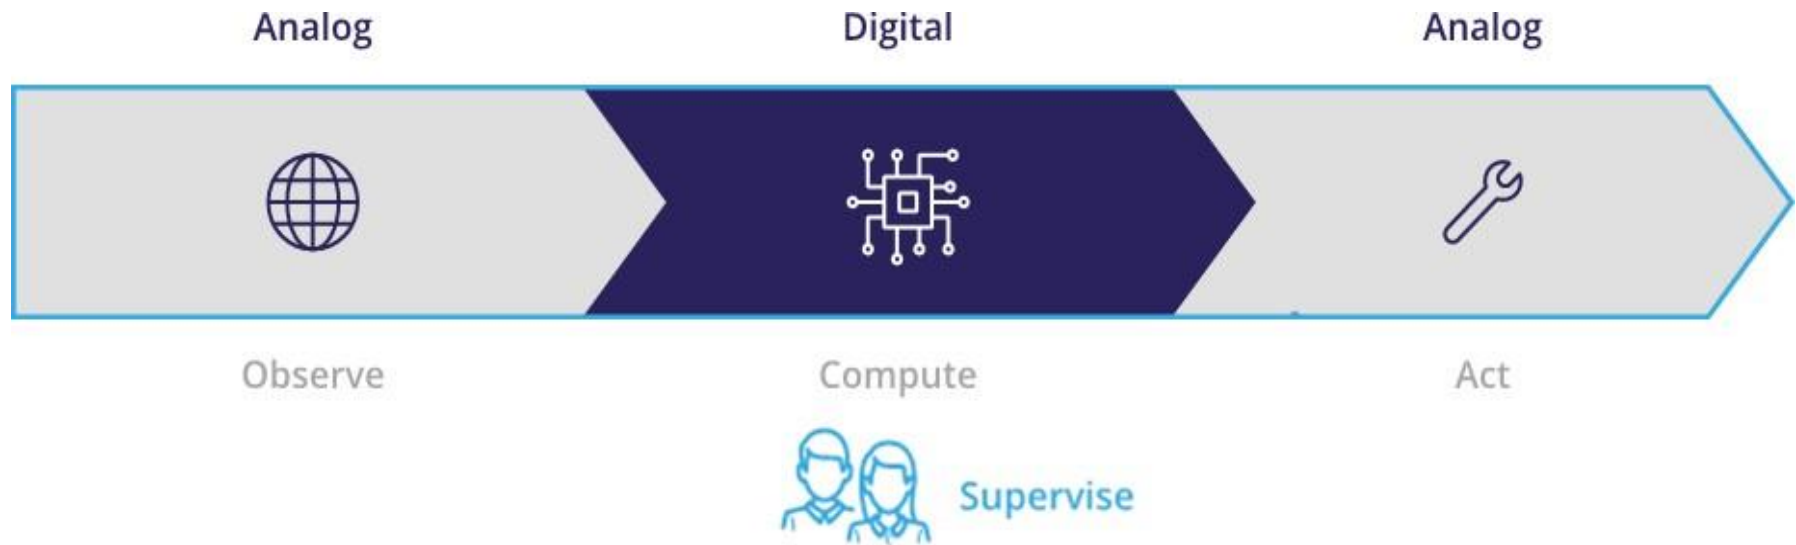 Analog
Digital
Analog
Observe
Compute
Act
Supervise